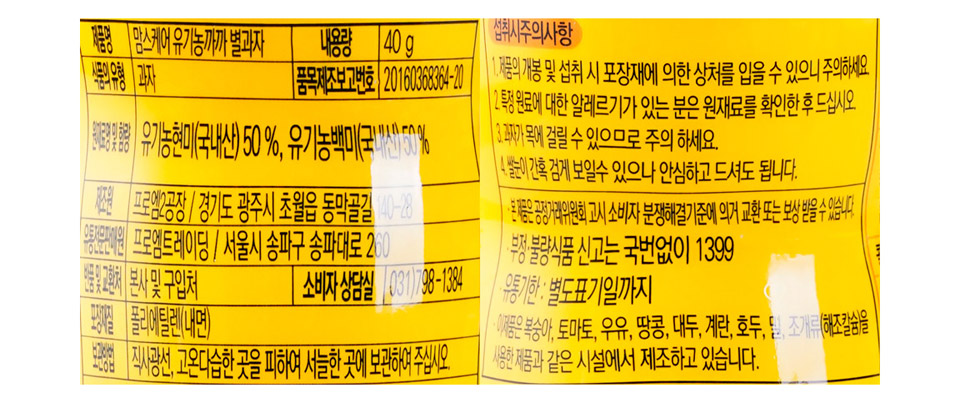 제품명 맘스케어 유기농까까 별과자 내용량 40 g
식품의 유형 과자 품목제조보고번호 20160368364-20
원재료명 및 함량 유기농현미(국내산) 50 %, 유기농백미(국내산) 50 %
제조원 프로엠2공장 / 경기도 광주시 초월읍 동막골길 140-28
유통전문판매원 프로엠트레이딩 / 서울시 송파구 송파대로 260
반품 및 교환처 본사 및 구입처 소비자 상담실 (031)798-1384
포장재질 폴리에틸렌(내면)
보관방법 직사광선, 고온다습한 곳을 피하여 서늘한 곳에 보관하여 주십시오.
섭취시주의사항
1. 제품의 개봉 및 섭취 시 포장재에 의한 상처를 입을 수 있으니 주의하세요.
2. 특정 원료에 대한 알레르기가 있는 분은 원재료를 확인한 후 드십시오.
3. 과자가 목에 걸릴 수 있으므로 주의 하세요.
4. 쌀눈이 간혹 검게 보일수 있으나 안심하고 드셔도 됩니다.
·본 제품은 공정거래위원회 고시 소비자 분쟁해결기준에 의거 교환 또는 보상 받을 수 있습니다.
·부정·불량식품 신고는 국번없이 1399
·유통기한 : 별도표기일까지
·이제품은 복숭아, 토마토, 우유, 땅콩, 대두, 계란, 호두, 밀, 조개류(해조칼슘)을
사용한 제품과 같은 시설에서 제조하고 있습니다.